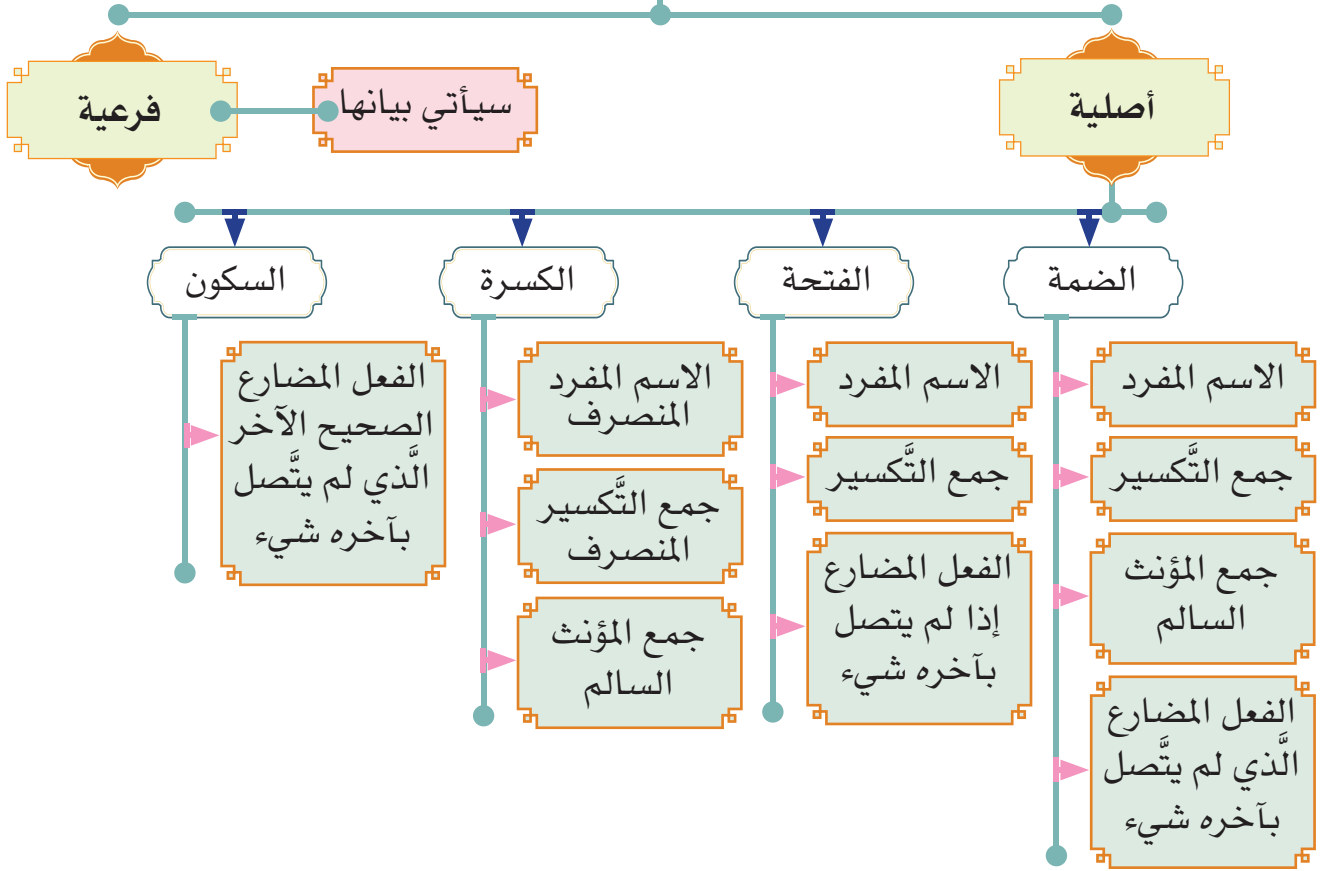 أصلية
سيأتي بيانها
فرعية
الضمة
الاسم المفرد
جمع التَّكسير
جمع المؤنث
السالم
الفعل المضارع
الَّذي لم يتَّصل
بآخره شيء
الفتحة
الاسم المفرد
جمع التَّكسير
الفعل المضارع
إذا لم يتصل
بآخره شيء
الكسرة
الاسم المفرد
المنصرف
جمع التَّكسير
المنصرف
جمع المؤنث
السالم
السكون
الفعل المضارع
الصحيح الآخر
الَّذي لم يتَّصل
بآخره شيء